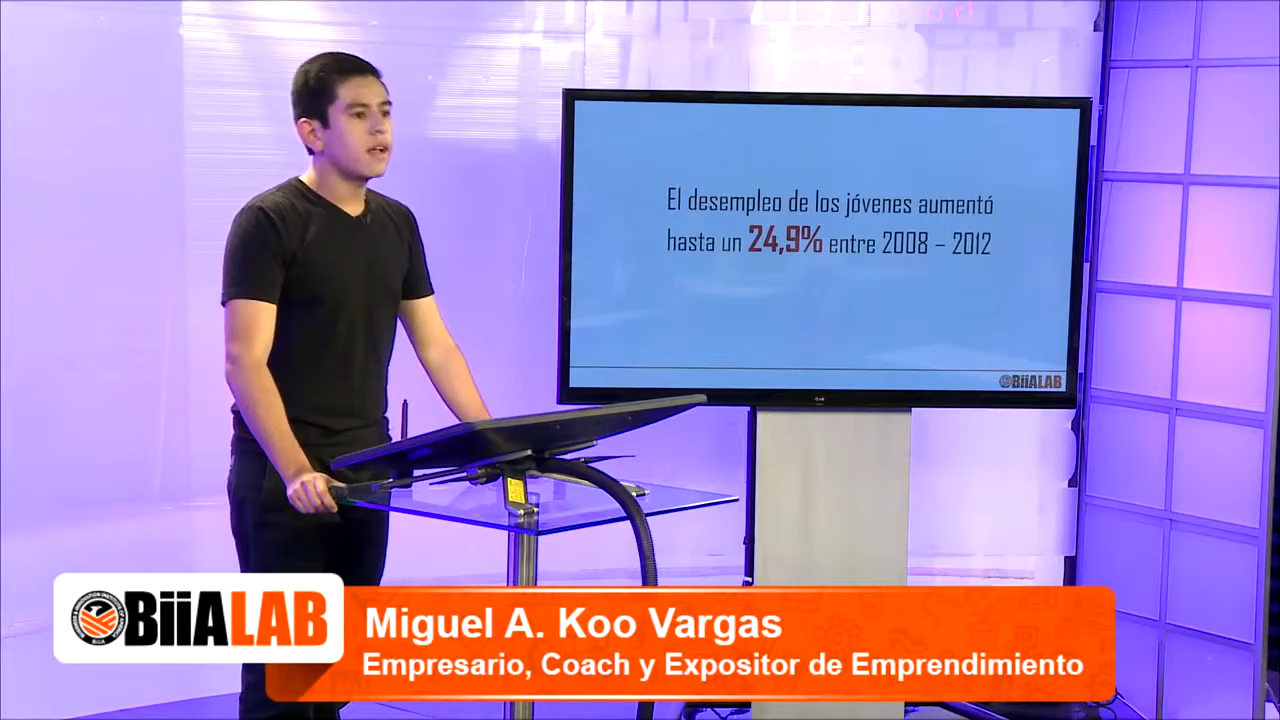 El desempleo de los jóvenes aumentó
hasta un 24,9% entre 2008 – 2012
BiiALAB
BiiALAB
Miguel A. Koo Vargas
Empresario, Coach y Expositor de Emprendimiento